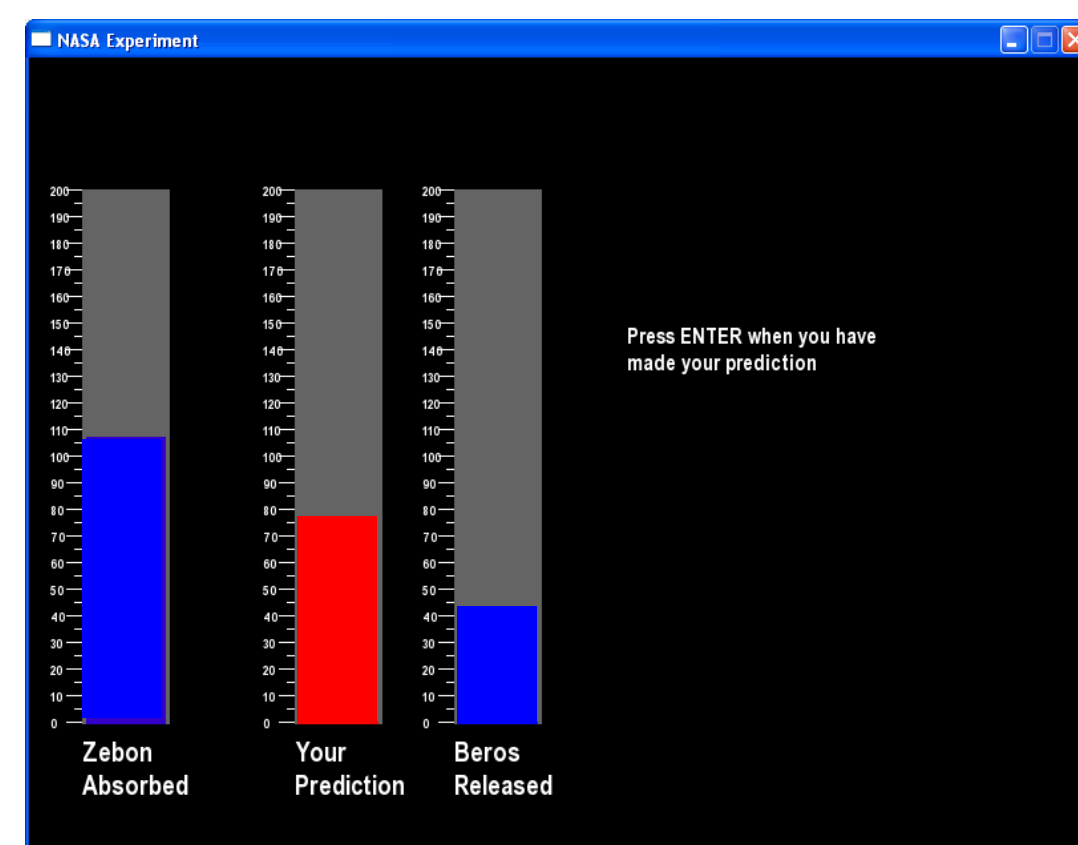 NASA Experiment
200 200 200
190 190 190
180 180 180
170 170 170
160 160 160
150 150 150
140 140 140
130 130 130
120 120 120
110 110 110
100 100 100
90 90 90
80 80 80
70 70 70
60 60 60
50 50 50
40 40 40
30 30 30
20 20 20
10 10 10
0 0 0
Zebon
Absorbed
Your
Prediction
Beros
Released
Press ENTER when you have
made your prediction